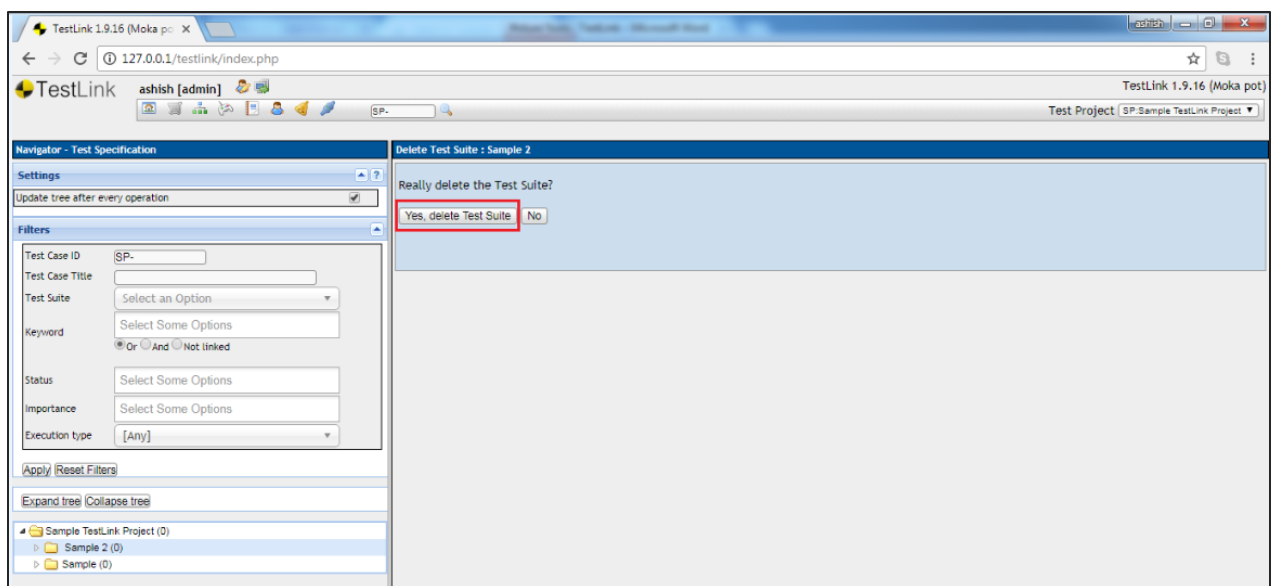 TestLink 1.9.16 (Moka po
ashish
127.0.0.1/testlink/index.php
TestLink ashish [admin] TestLink 1.9.16 (Moka pot)
SP- Test Project SP:Sample TestLink Project
Navigator - Test Specification
Settings ?
Update tree after every operation
Filters
Test Case ID SP-
Test Case Title
Test Suite Select an Option
Keyword Select Some Options
Or And Not linked
Status Select Some Options
Importance Select Some Options
Execution type [Any]
Apply Reset Filters
Expand tree Collapse tree
Sample TestLink Project (0)
Sample 2 (0)
Sample (0)
Delete Test Suite : Sample 2
Really delete the Test Suite?
Yes, delete Test Suite No